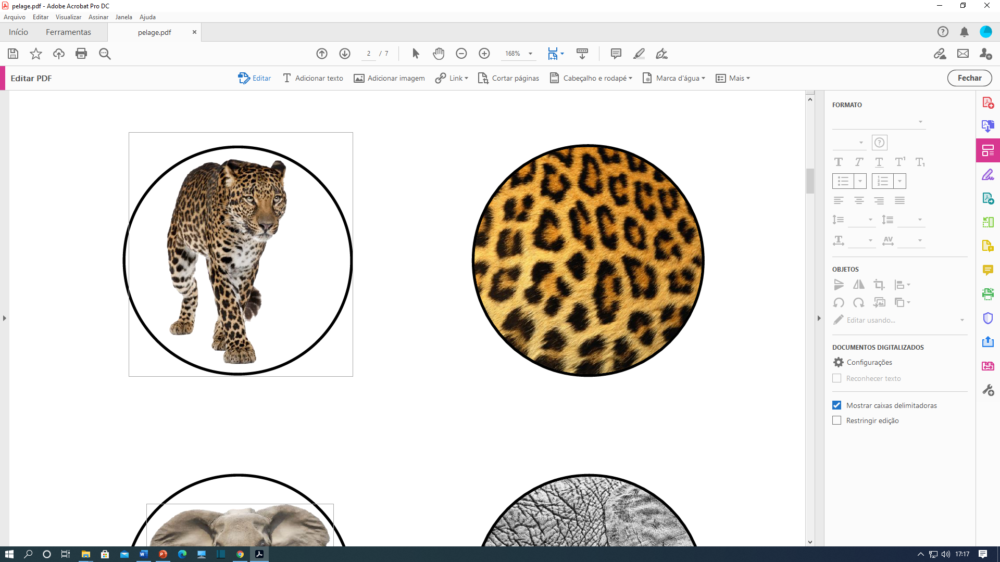 pelage.pdf - Adobe Acrobat Pro DC
Arquivo Editar Visualizar Assinar Janela Ajuda
Início Ferramentas pelage.pdf
2 / 7 168%
Editar PDF Editar Adicionar texto Adicionar imagem Link Cortar páginas Cabeçalho e rodapé Marca d'água Mais Fechar
FORMATO
OBJETOS
Editar usando...
DOCUMENTOS DIGITALIZADOS
Configurações
Reconhecer texto
Mostrar caixas delimitadoras
Restringir edição
17:17